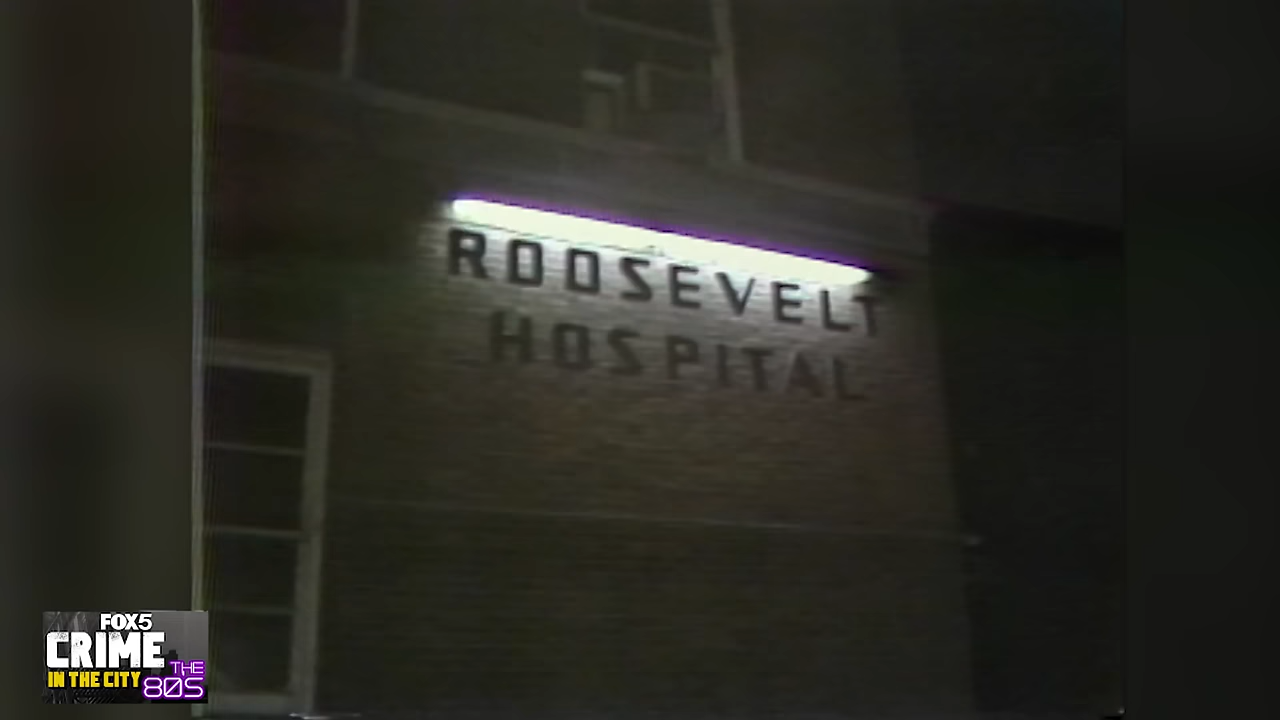 ROOSEVELT
HOSPITAL
FOX5
CRIME
IN THE CITY
THE
80S